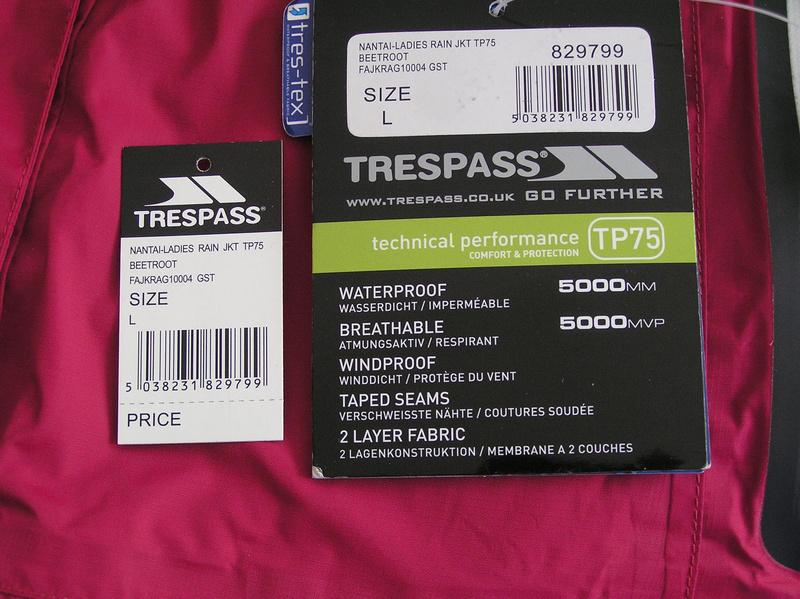 tres-tex
NANTAI-LADIES RAIN JKT TP75
BEETROOT
FAJKRAG10004 GST
829799
SIZE
L
5 038231 829799
TRESPASS®
www.TRESPASS.CO.UK GO FURTHER
technical performance TP75
COMFORT & PROTECTION
WATERPROOF 5000MM
WASSERDICHT / IMPERMÉABLE
BREATHABLE 5000MVP
ATMUNGSAKTIV / RESPIRANT
WINDPROOF
WINDDICHT / PROTÈGE DU VENT
TAPED SEAMS
VERSCHWEISSTE NÄHTE / COUTURES SOUDÉE
2 LAYER FABRIC
2 LAGENKONSTRUKTION / MEMBRANE A 2 COUCHES
TRESPASS®
NANTAI-LADIES RAIN JKT TP75
BEETROOT
FAJKRAG10004 GST
SIZE
L
5 038231 829799
PRICE